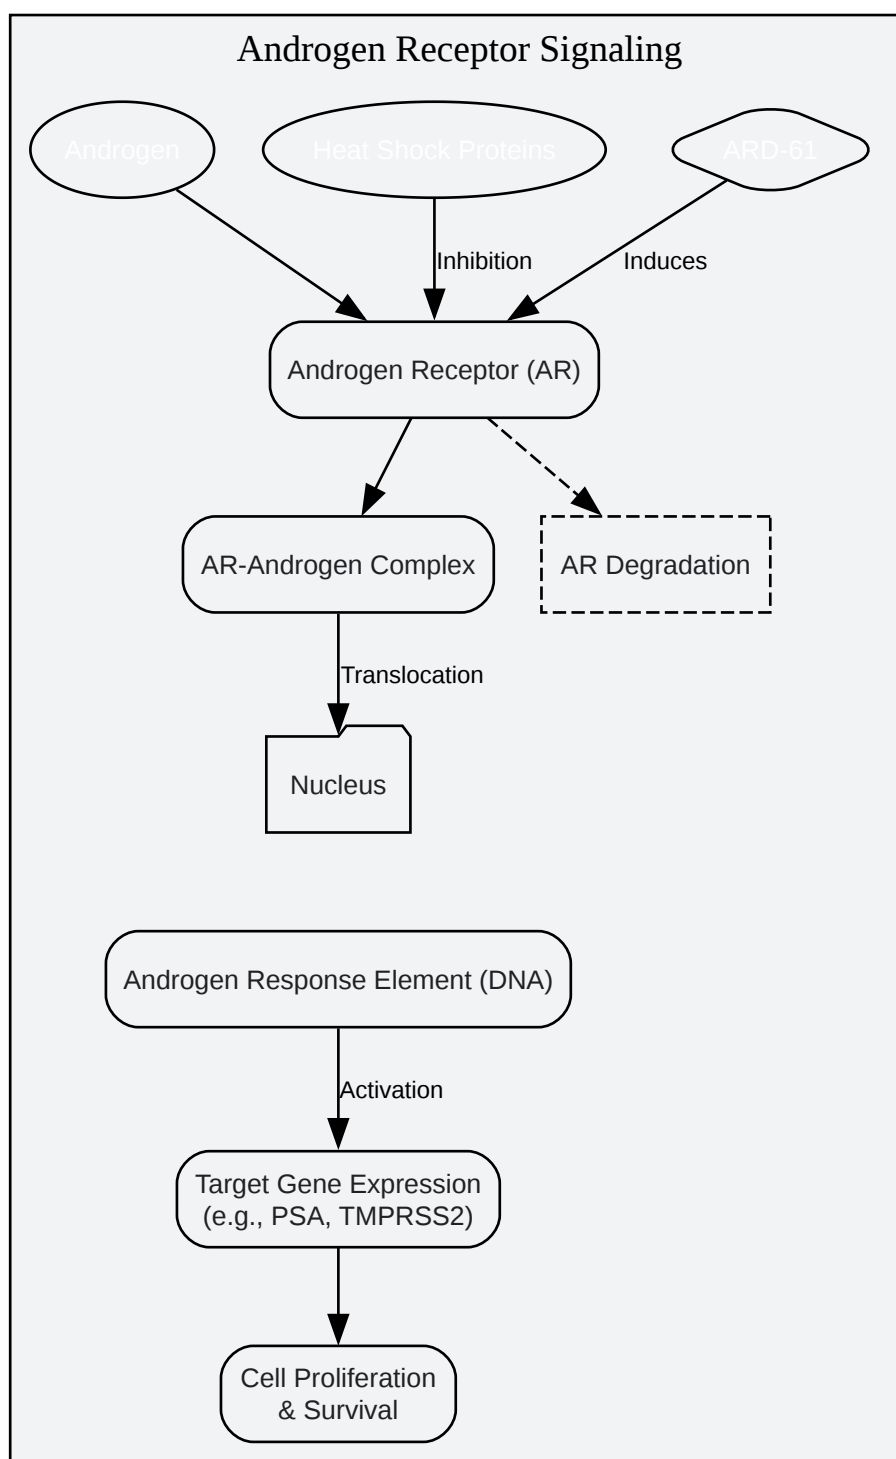 Androgen Receptor Signaling
Androgen
Heat Shock Proteins
ARD-61
Inhibition
Induces
Androgen Receptor (AR)
AR-Androgen Complex
AR Degradation
Translocation
Nucleus
Androgen Response Element (DNA)
Activation
Target Gene Expression
(e.g., PSA, TMPRSS2)
Cell Proliferation
& Survival